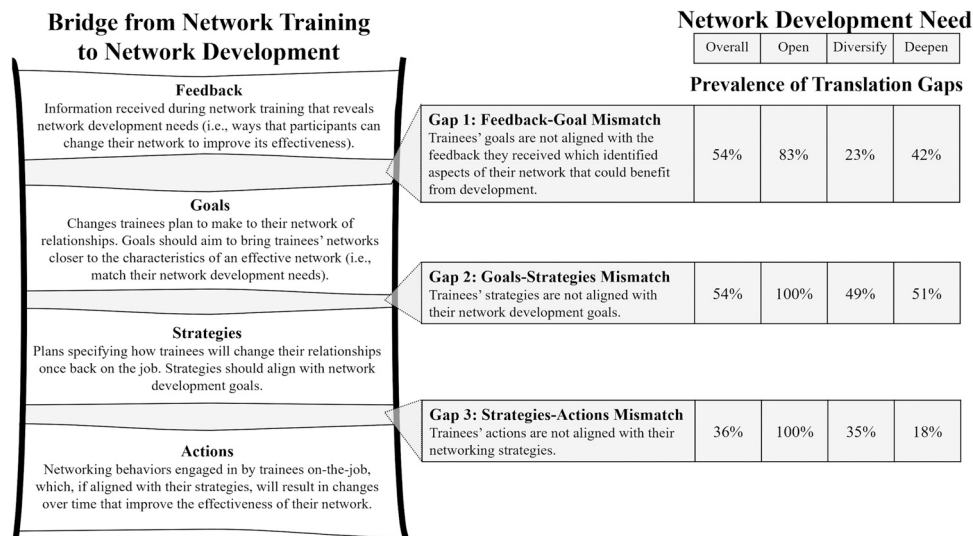 Bridge from Network Training
to Network Development
Feedback
Information received during network training that reveals
network development needs (i.e., ways that participants can
change their network to improve its effectiveness).
Goals
Changes trainees plan to make to their network of
relationships. Goals should aim to bring trainees' networks
closer to the characteristics of an effective network (i.e.,
match their network development needs).
Strategies
Plans specifying how trainees will change their relationships
once back on the job. Strategies should align with network
development goals.
Actions
Networking behaviors engaged in by trainees on-the-job,
which, if aligned with their strategies, will result in changes
over time that improve the effectiveness of their network.
Network Development Need
Overall Open Diversify Deepen
Prevalence of Translation Gaps
Gap 1: Feedback-Goal Mismatch
Trainees' goals are not aligned with the
feedback they received which identified
aspects of their network that could benefit
from development.
54% 83% 23% 42%
Gap 2: Goals-Strategies Mismatch
Trainees' strategies are not aligned with
their network development goals.
54% 100% 49% 51%
Gap 3: Strategies-Actions Mismatch
Trainees' actions are not aligned with their
networking strategies.
36% 100% 35% 18%